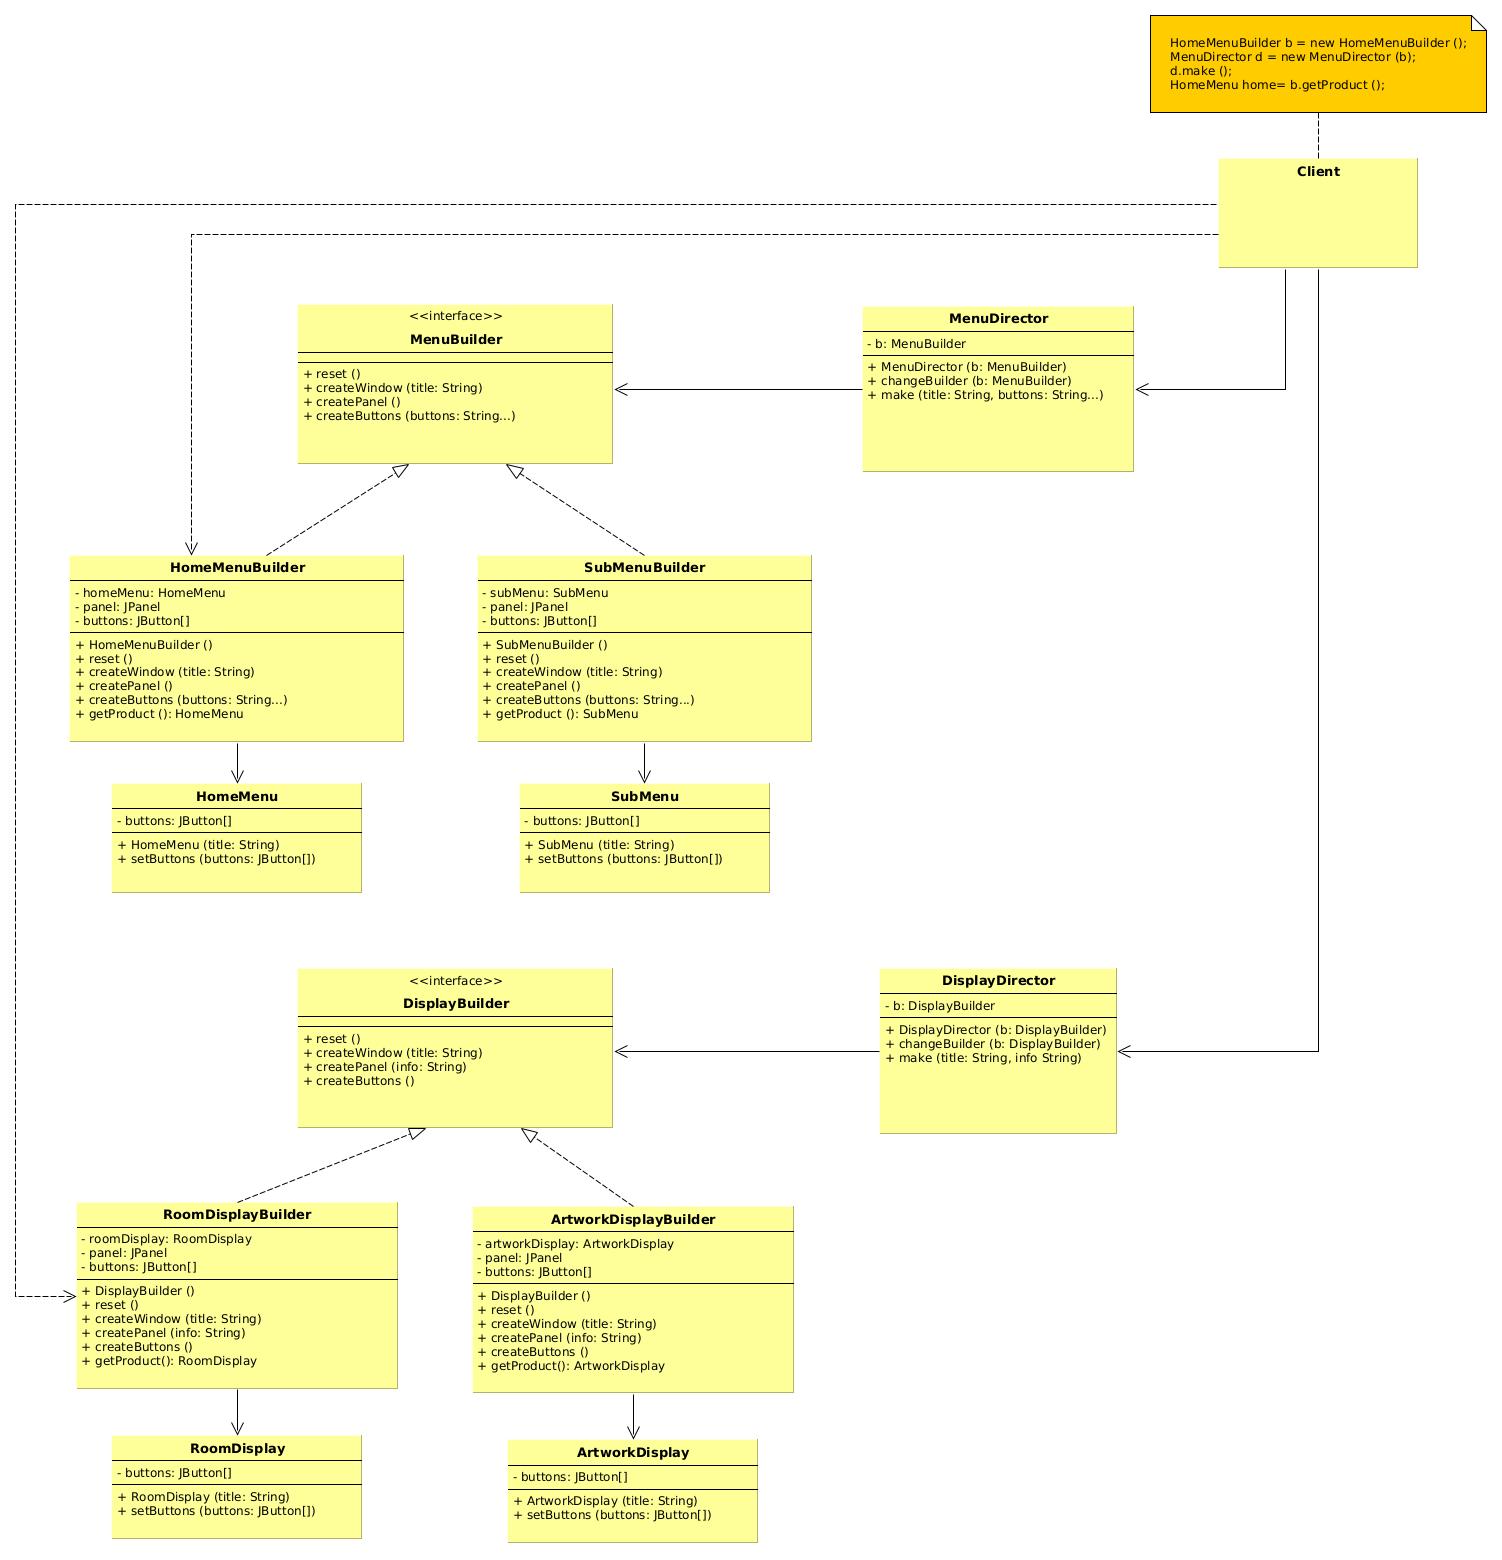 HomeMenuBuilder b = new HomeMenuBuilder ();
MenuDirector d = new MenuDirector (b);
d.make ();
HomeMenu home= b.getProduct ();
Client
<<interface>>
MenuBuilder
+ reset ()
+ createWindow (title: String)
+ createPanel ()
+ createButtons (buttons: String...)
MenuDirector
- b: MenuBuilder
+ MenuDirector (b: MenuBuilder)
+ changeBuilder (b: MenuBuilder)
+ make (title: String, buttons: String...)
HomeMenuBuilder
- homeMenu: HomeMenu
- panel: JPanel
- buttons: JButton[]
+ HomeMenuBuilder ()
+ reset ()
+ createWindow (title: String)
+ createPanel ()
+ createButtons (buttons: String...)
+ getProduct (): HomeMenu
SubMenuBuilder
- subMenu: SubMenu
- panel: JPanel
- buttons: JButton[]
+ SubMenuBuilder ()
+ reset ()
+ createWindow (title: String)
+ createPanel ()
+ createButtons (buttons: String...)
+ getProduct (): SubMenu
HomeMenu
- buttons: JButton[]
+ HomeMenu (title: String)
+ setButtons (buttons: JButton[])
SubMenu
- buttons: JButton[]
+ SubMenu (title: String)
+ setButtons (buttons: JButton[])
<<interface>>
DisplayBuilder
+ reset ()
+ createWindow (title: String)
+ createPanel (info: String)
+ createButtons ()
DisplayDirector
- b: DisplayBuilder
+ DisplayDirector (b: DisplayBuilder)
+ changeBuilder (b: DisplayBuilder)
+ make (title: String, info String)
RoomDisplayBuilder
- roomDisplay: RoomDisplay
- panel: JPanel
- buttons: JButton[]
+ DisplayBuilder ()
+ reset ()
+ createWindow (title: String)
+ createPanel (info: String)
+ createButtons ()
+ getProduct(): RoomDisplay
ArtworkDisplayBuilder
- artworkDisplay: ArtworkDisplay
- panel: JPanel
- buttons: JButton[]
+ DisplayBuilder ()
+ reset ()
+ createWindow (title: String)
+ createPanel (info: String)
+ createButtons ()
+ getProduct(): ArtworkDisplay
RoomDisplay
- buttons: JButton[]
+ RoomDisplay (title: String)
+ setButtons (buttons: JButton[])
ArtworkDisplay
- buttons: JButton[]
+ ArtworkDisplay (title: String)
+ setButtons (buttons: JButton[])